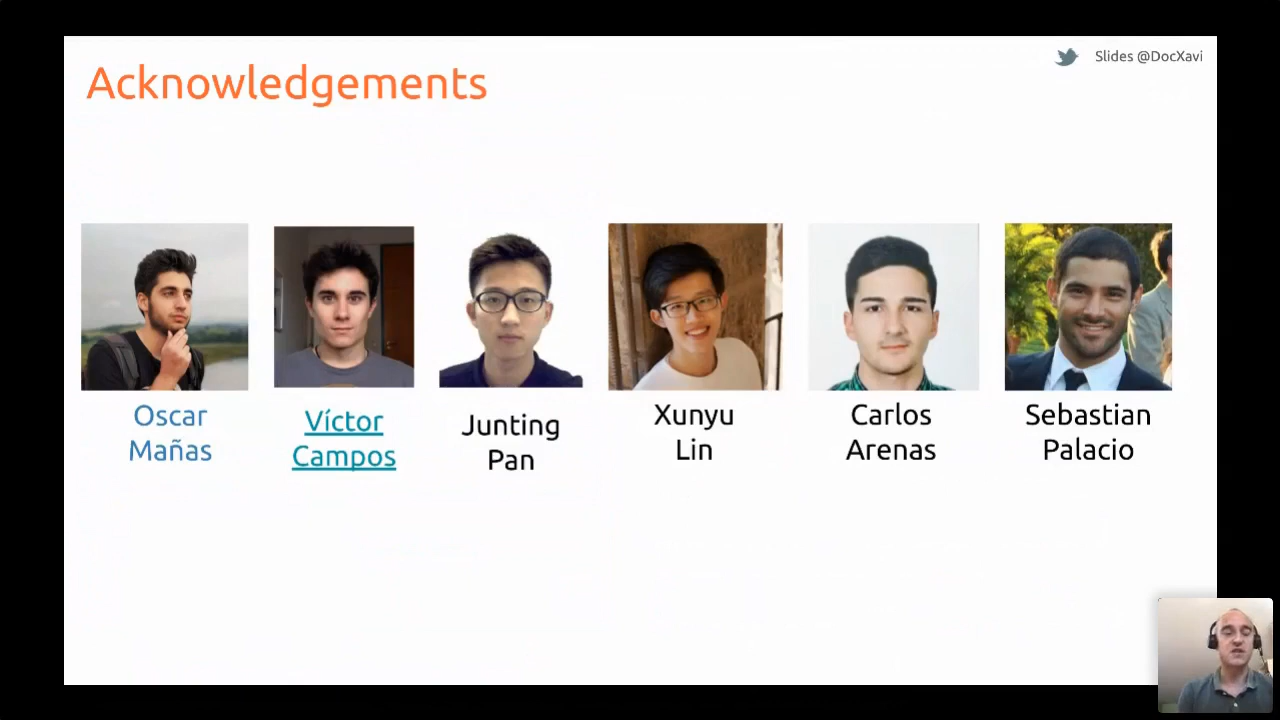 Acknowledgements
Slides @DocXavi
Oscar
Mañas
Víctor
Campos
Junting
Pan
Xunyu
Lin
Carlos
Arenas
Sebastian
Palacio